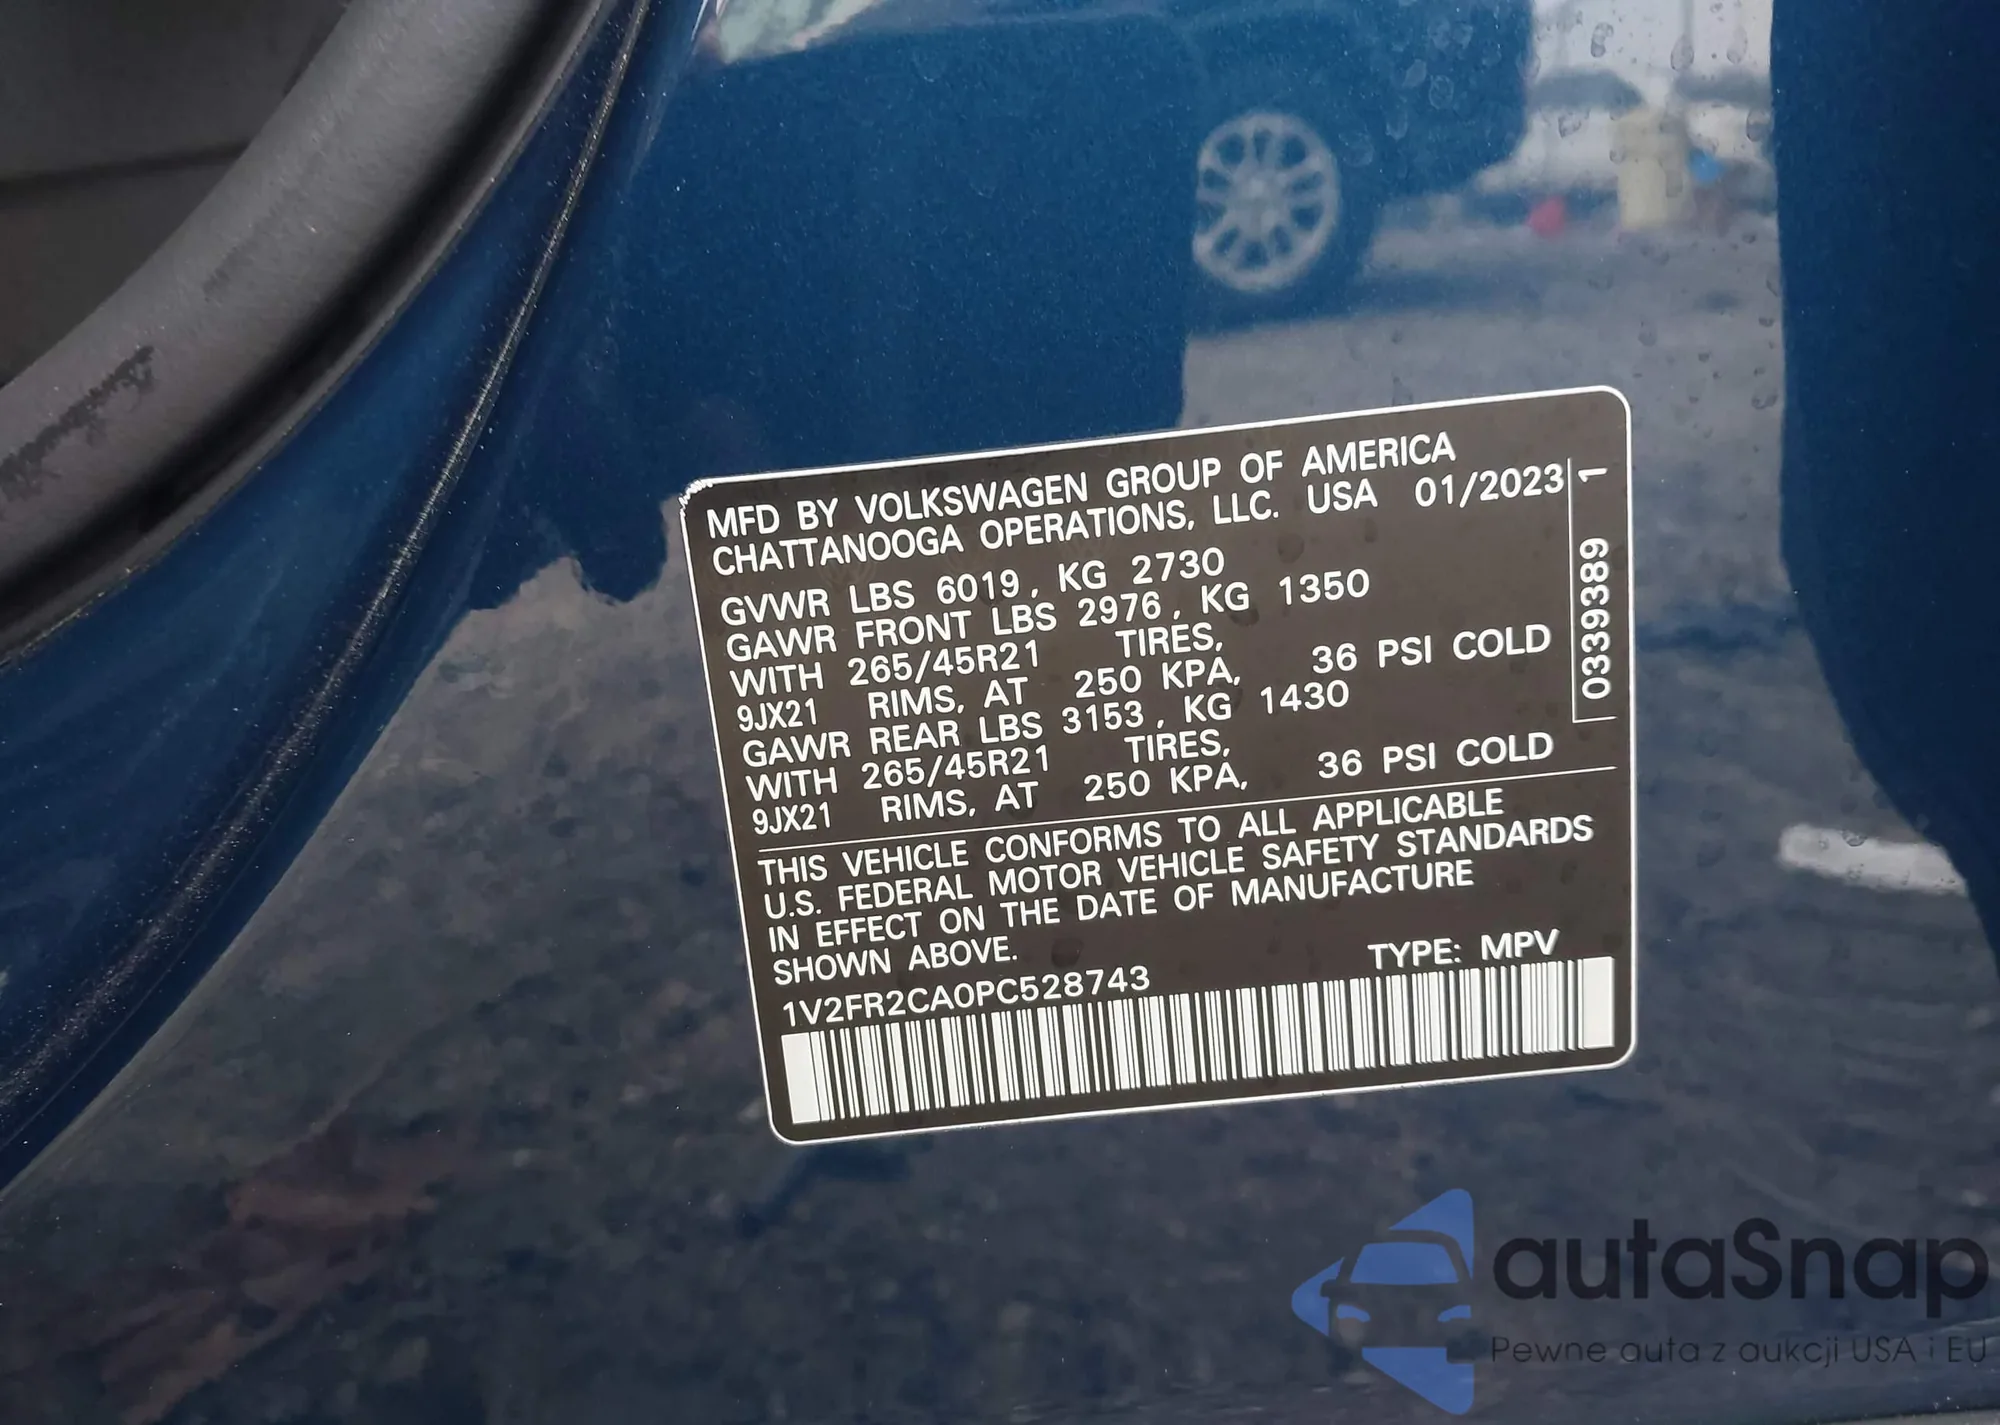 MFD BY VOLKSWAGEN GROUP OF AMERICA
CHATTANOOGA OPERATIONS, LLC. USA 01/2023
GVWR LBS 6019, KG 2730
GAWR FRONT LBS 2976, KG 1350
WITH 265/45R21 TIRES,
9JX21 RIMS, AT 250 KPA, 36 PSI COLD
GAWR REAR LBS 3153, KG 1430
WITH 265/45R21 TIRES,
9JX21 RIMS, AT 250 KPA, 36 PSI COLD
0339389 1
THIS VEHICLE CONFORMS TO ALL APPLICABLE
U.S. FEDERAL MOTOR VEHICLE SAFETY STANDARDS
IN EFFECT ON THE DATE OF MANUFACTURE
SHOWN ABOVE.
TYPE: MPV
1V2FR2CA0PC528743
autaSnap
Pewne auta z aukcji USA i EU